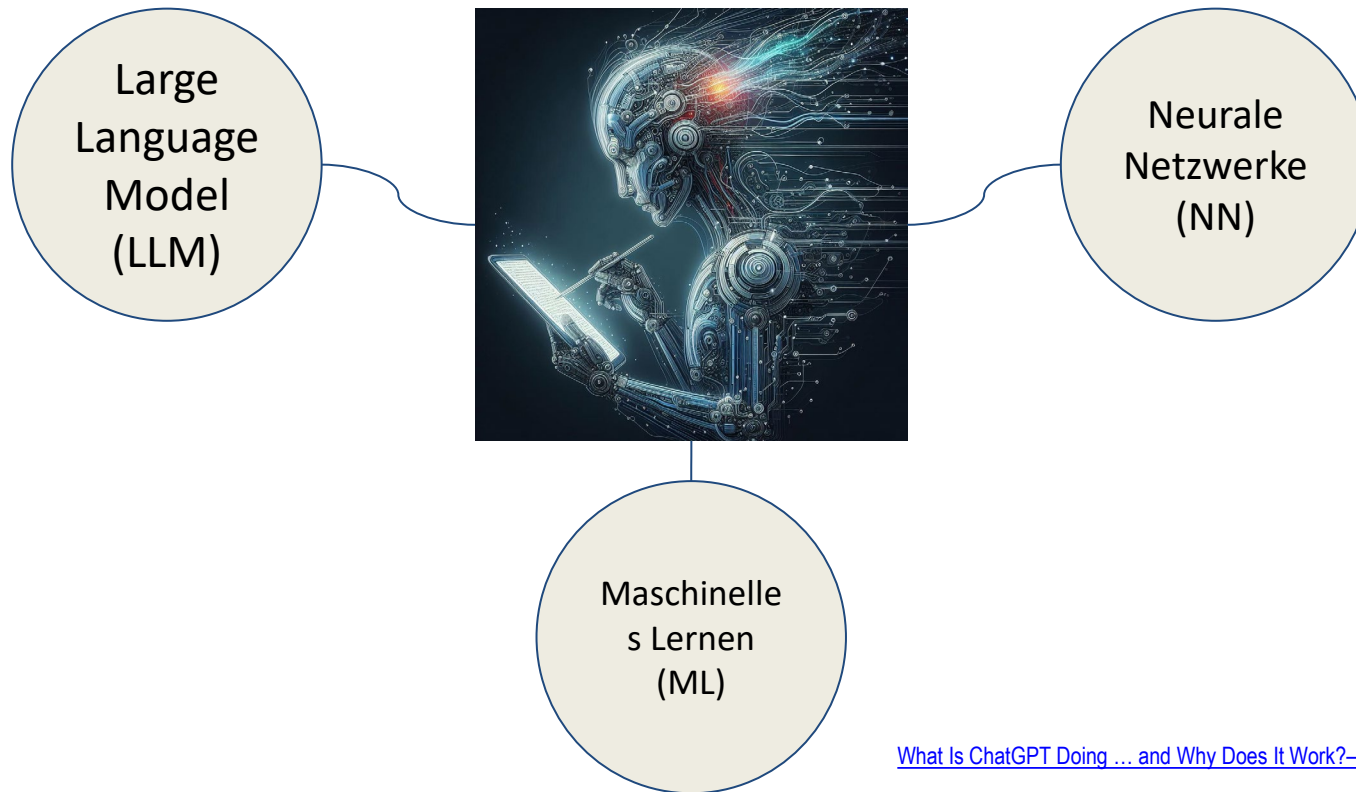 Large
Language
Model
(LLM)
Neurale
Netzwerke
(NN)
Maschinelle
s Lernen
(ML)
What Is ChatGPT Doing … and Why Does It Work?–